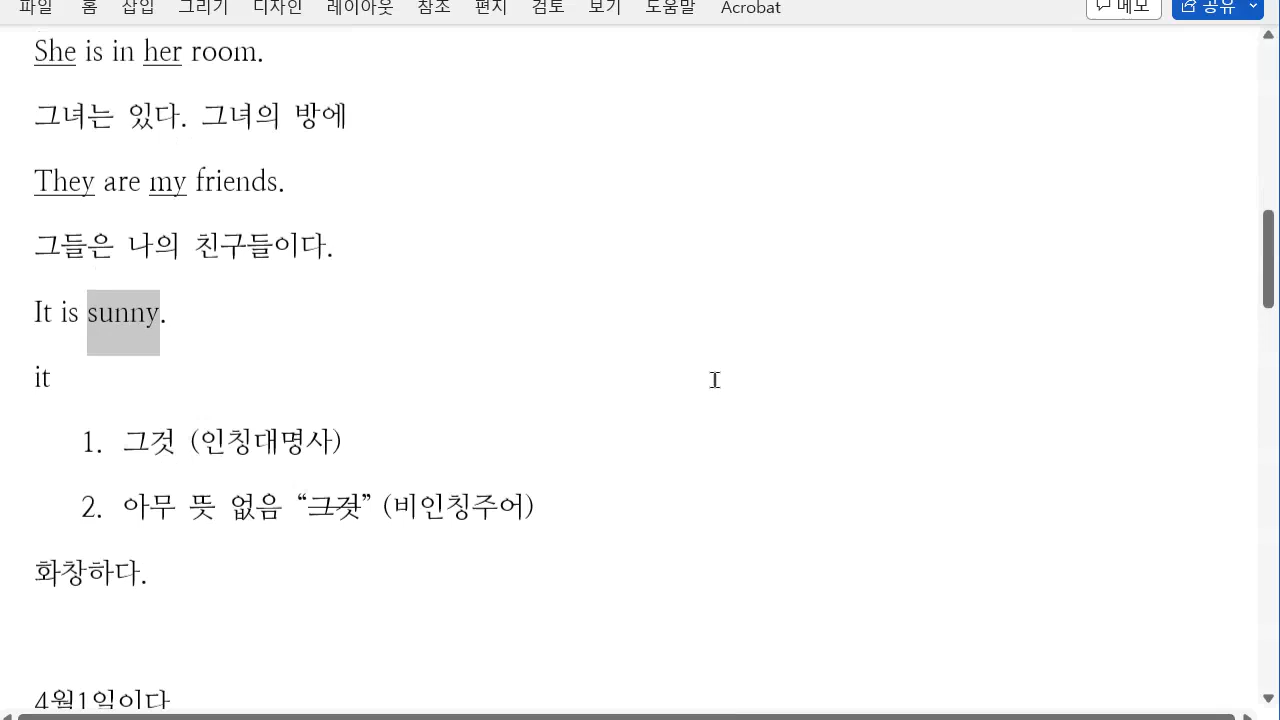 파일 홈 삽입 그리기 디자인 레이아웃 참조 편지 검토 보기 도움말 Acrobat 메모 공유
She is in her room.
그녀는 있다. 그녀의 방에
They are my friends.
그들은 나의 친구들이다.
It is sunny.
it
1. 그것 (인칭대명사)
2. 아무 뜻 없음 “그것” (비인칭주어)
화창하다.
4월1일이다